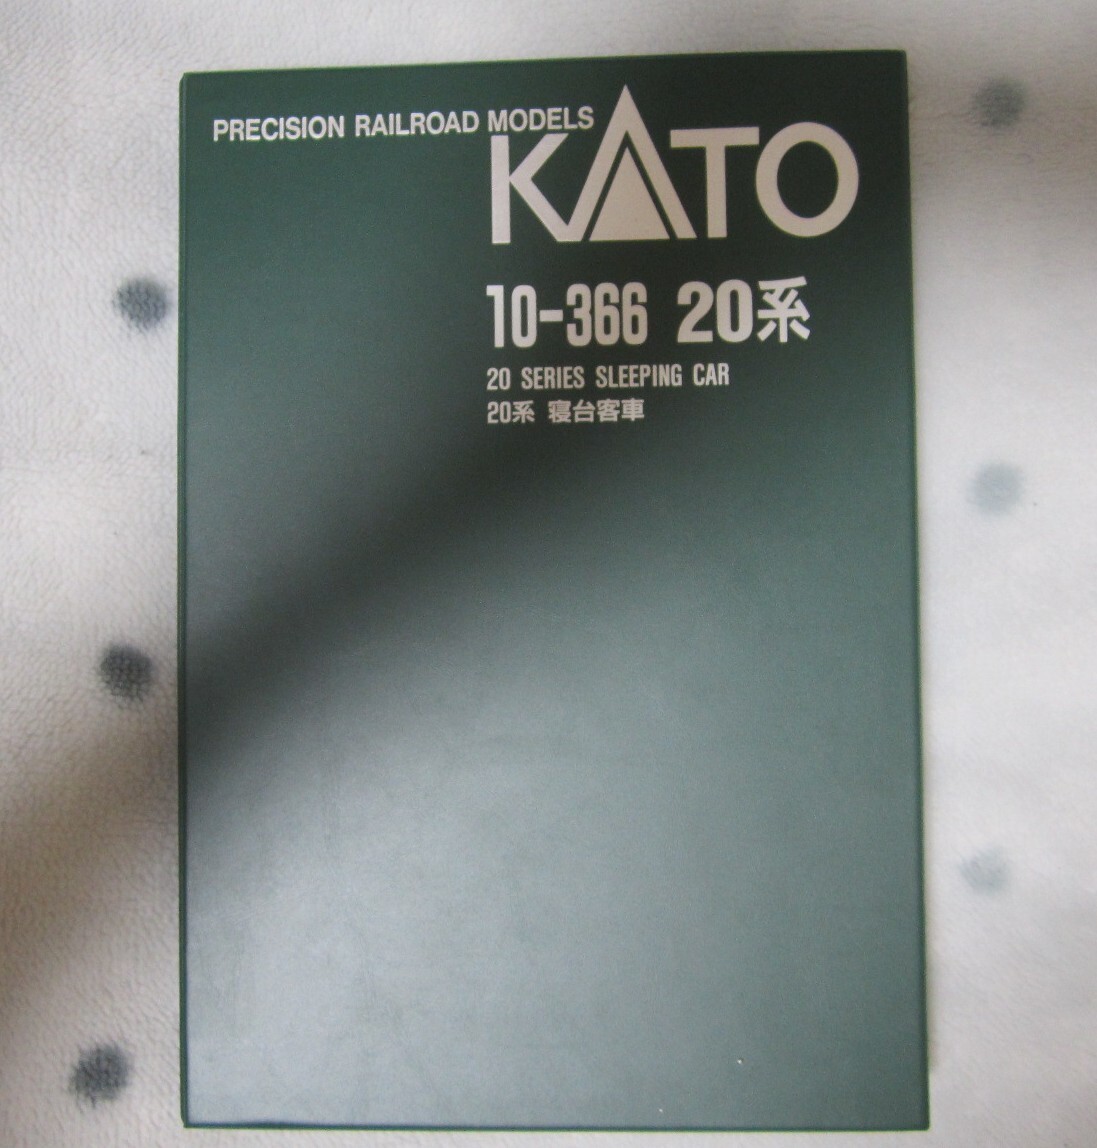 PRECISION RAILROAD MODELS
KATO
10-366 20系
20 SERIES SLEEPING CAR
20系 寝台客車